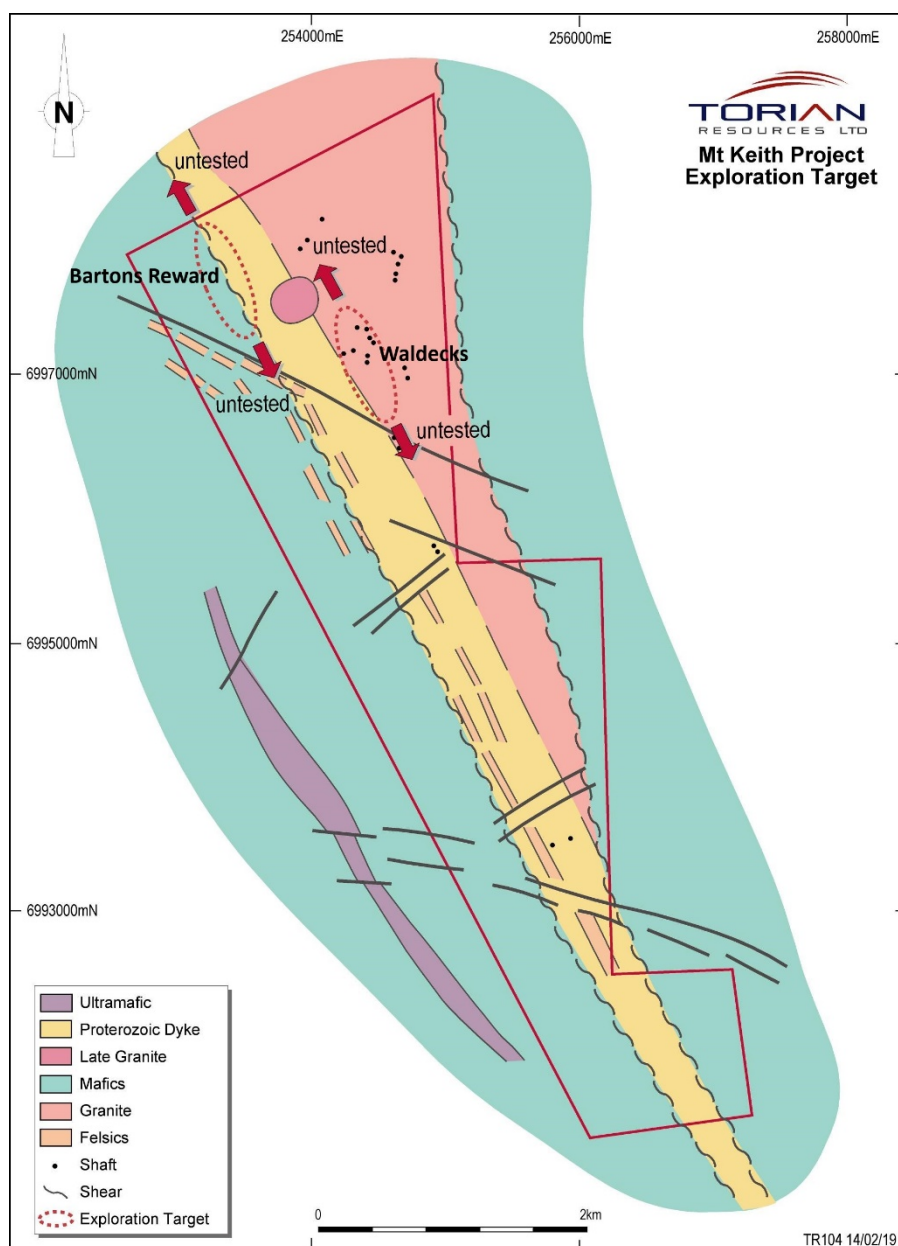 254000mE
256000mE
258000mE
N
TORIAN
RESOURCES LTD
Mt Keith Project
Exploration Target
untested
untested
Bartons Reward
Waldecks
6997000mN
untested
untested
6995000mN
6993000mN
Ultramafic
Proterozoic Dyke
Late Granite
Mafics
Granite
Felsics
Shaft
Shear
Exploration Target
0
2km
TR104 14/02/19